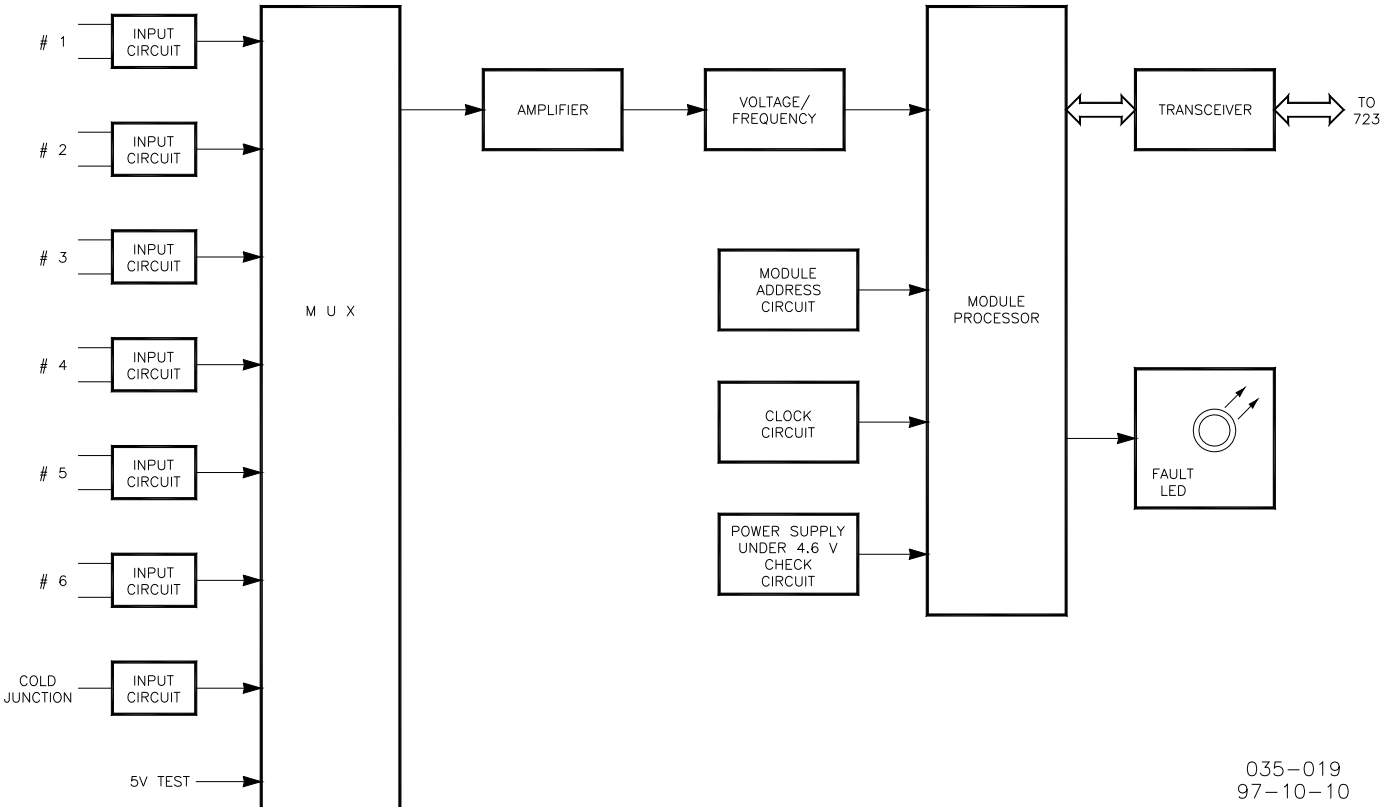 # 1
INPUT
CIRCUIT
# 2
INPUT
CIRCUIT
# 3
INPUT
CIRCUIT
# 4
INPUT
CIRCUIT
# 5
INPUT
CIRCUIT
# 6
INPUT
CIRCUIT
COLD
JUNCTION
INPUT
CIRCUIT
5V TEST
M U X
AMPLIFIER
VOLTAGE/
FREQUENCY
MODULE
ADDRESS
CIRCUIT
CLOCK
CIRCUIT
POWER SUPPLY
UNDER 4.6 V
CHECK
CIRCUIT
MODULE
PROCESSOR
TRANSCEIVER
TO
723
FAULT
LED
035-019
97-10-10